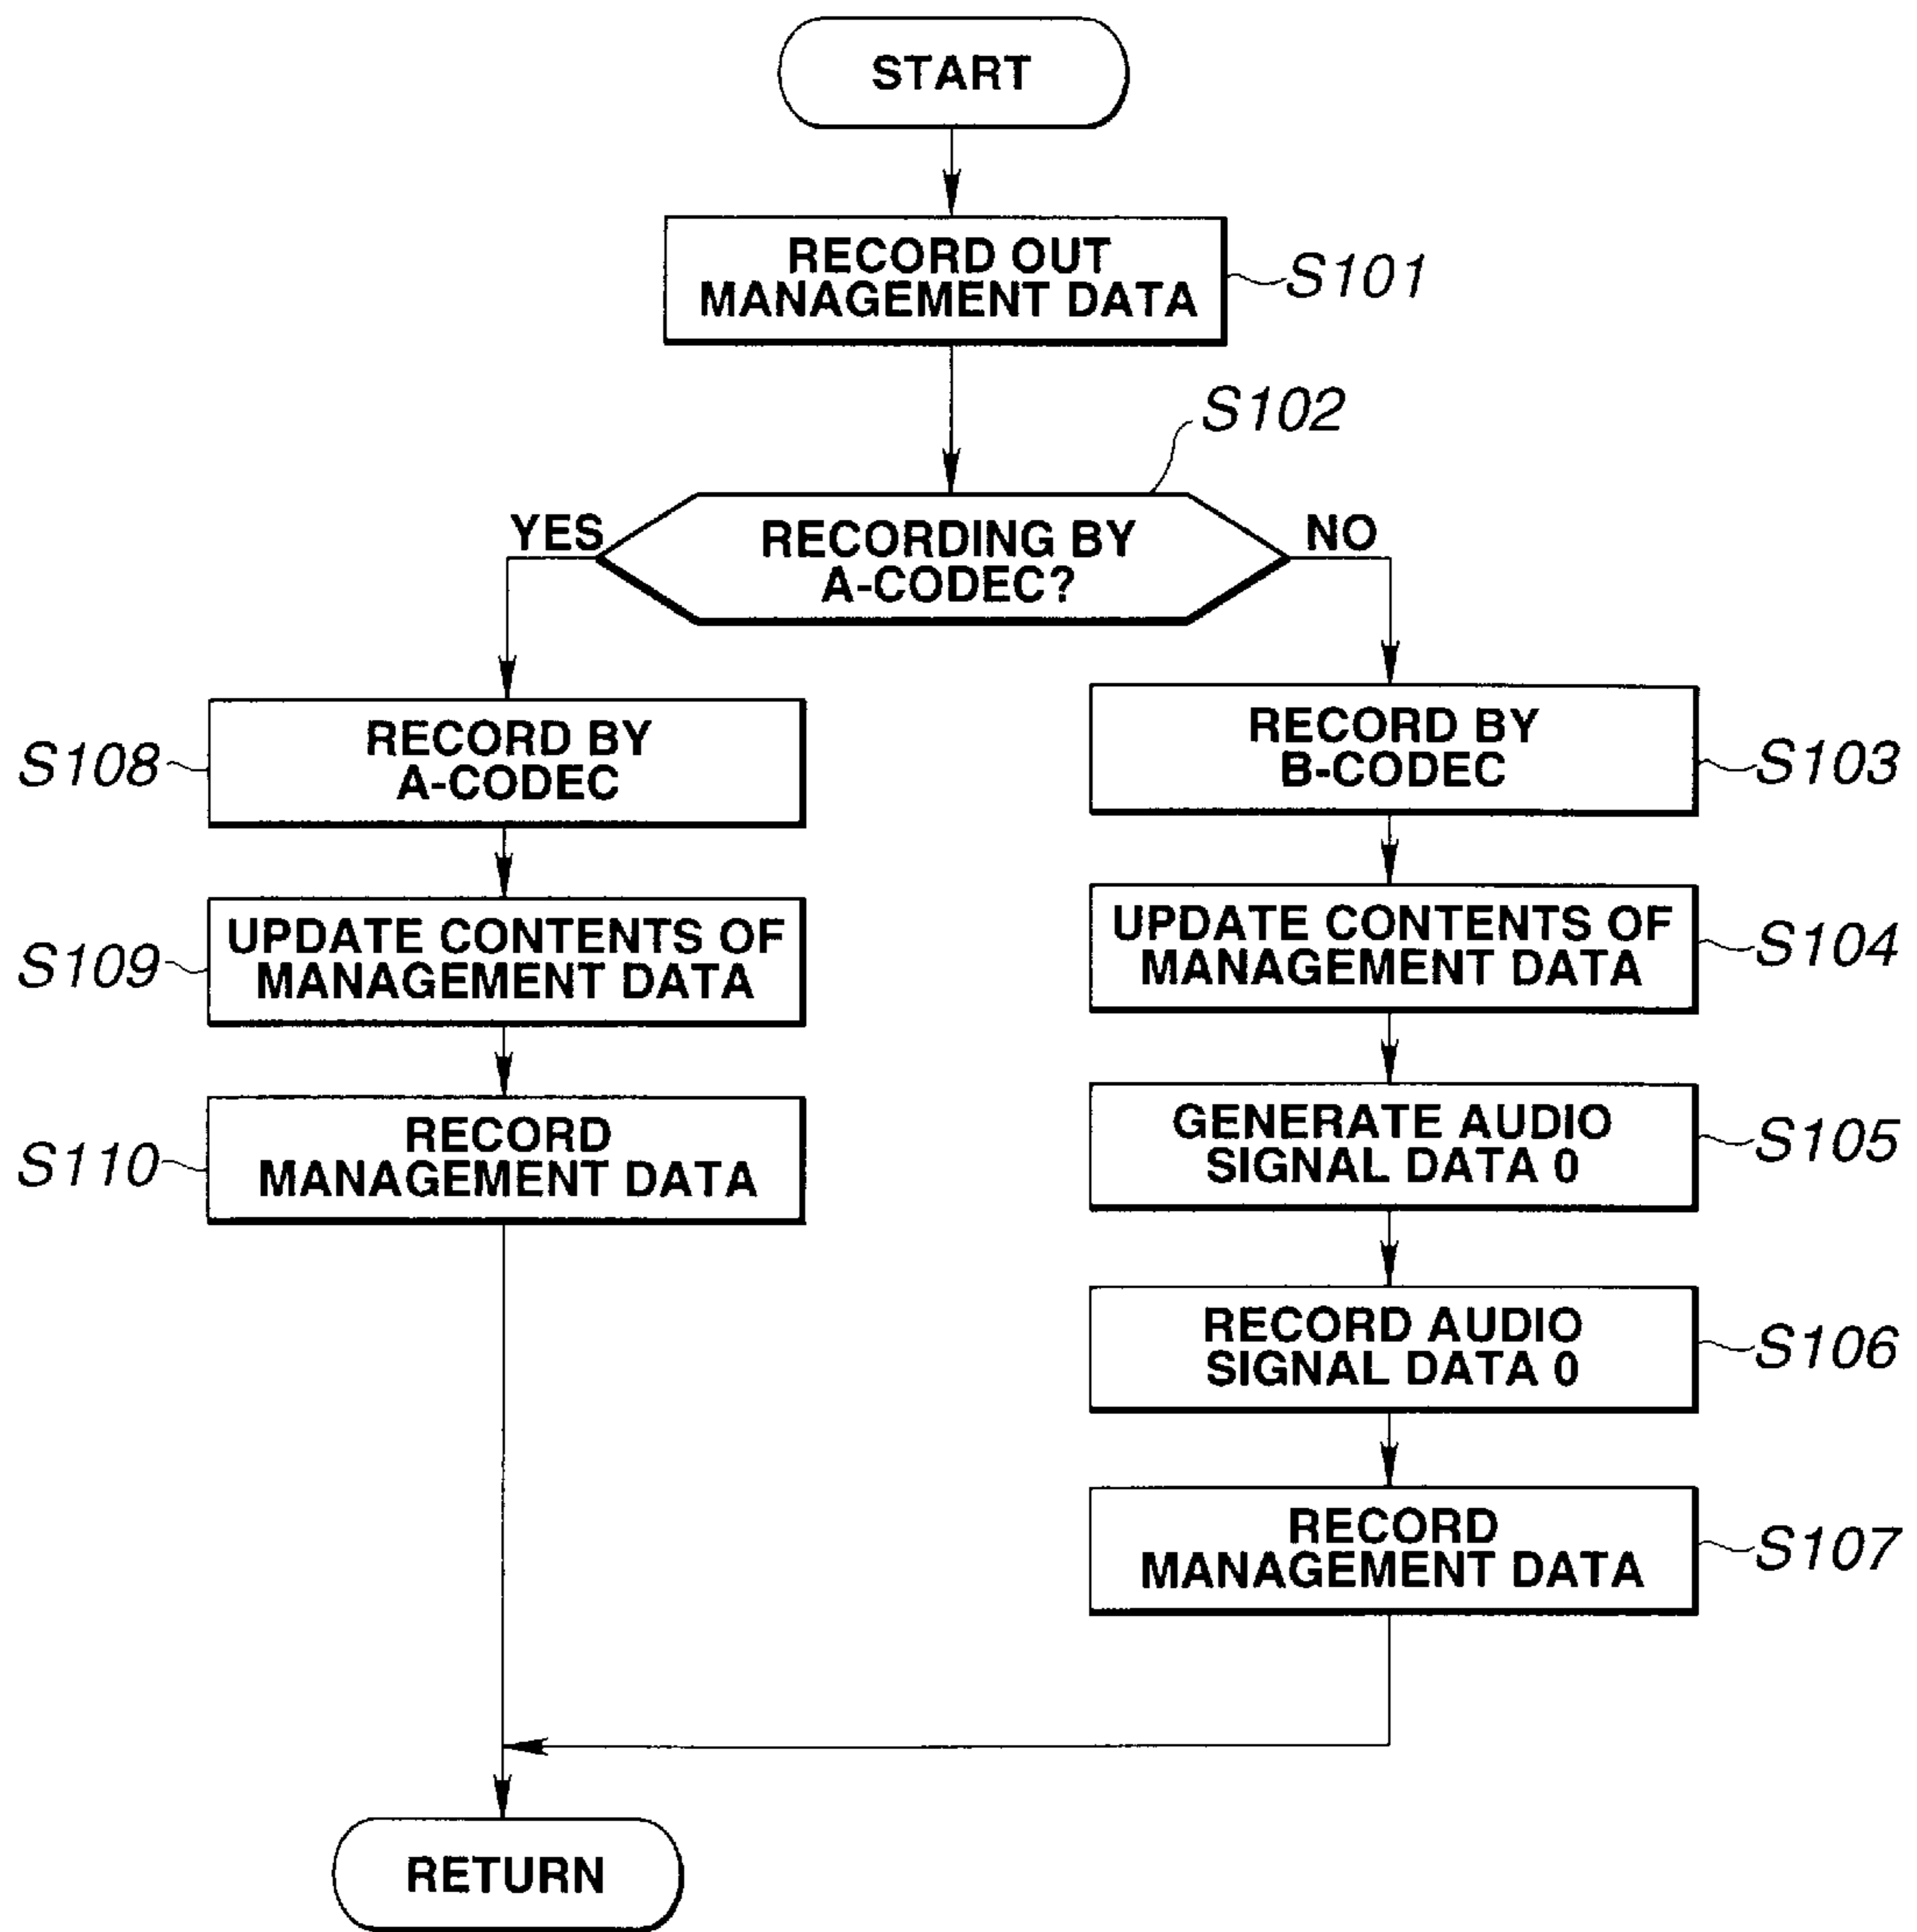 START
RECORD OUT
MANAGEMENT DATA
S101
S102
YES
RECORDING BY
A-CODEC?
NO
S108
RECORD BY
A-CODEC
RECORD BY
B-CODEC
S103
S109
UPDATE CONTENTS OF
MANAGEMENT DATA
UPDATE CONTENTS OF
MANAGEMENT DATA
S104
S110
RECORD
MANAGEMENT DATA
GENERATE AUDIO
SIGNAL DATA 0
S105
RECORD AUDIO
SIGNAL DATA 0
S106
RECORD
MANAGEMENT DATA
S107
RETURN